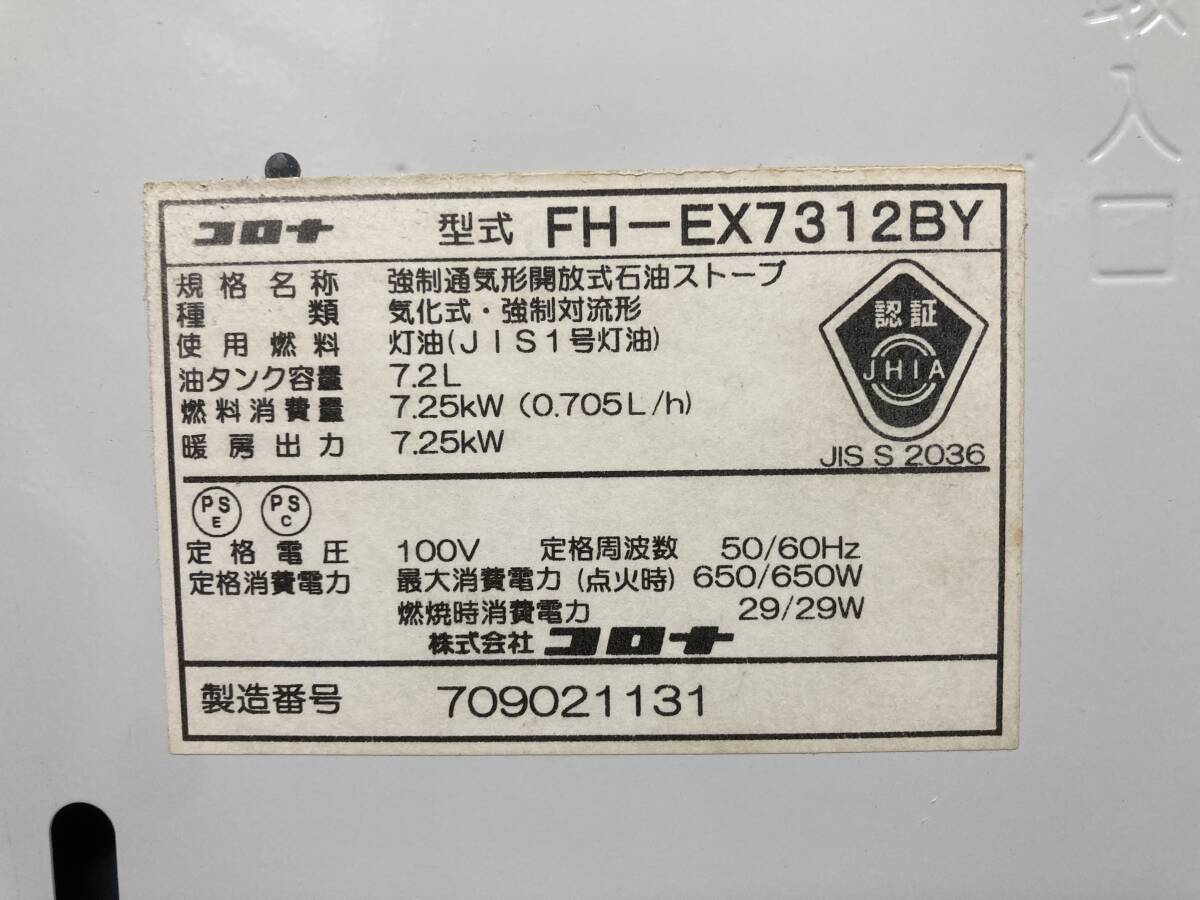 コロナ 型式 FH-EX7312BY
規格名称 強制通気形開放式石油ストーブ
種類 気化式・強制対流形
使用燃料 灯油(JIS1号灯油)
油タンク容量 7.2L
燃料消費量 7.25kW (0.705L/h)
暖房出力 7.25kW
認証
JHIA
JIS S 2036
PS E PS C
定格電圧 100V 定格周波数 50/60Hz
定格消費電力 最大消費電力(点火時) 650/650W
燃焼時消費電力 29/29W
株式会社 コロナ
製造番号 709021131
取入口